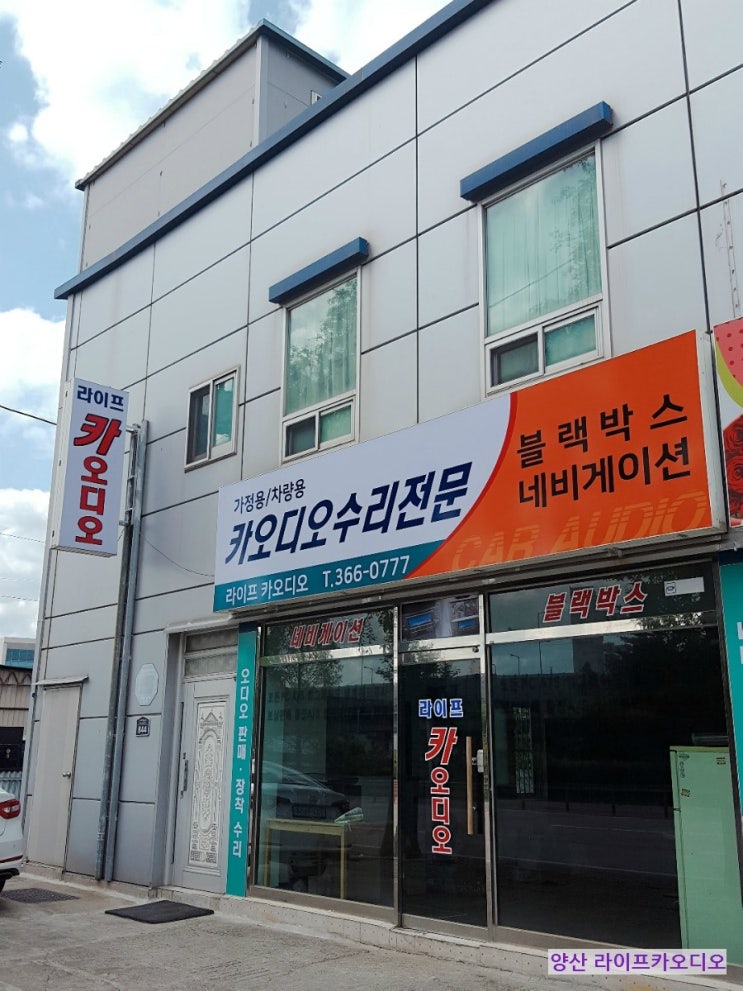 라이프
카오디오
가정용/차량용
카오디오수리전문
라이프 카오디오 T.366-0777
블랙박스
네비게이션
CAR AUDIO
네비게이션
블랙박스
오디오 판매·장착 수리
라이프
카오디오
844
양산 라이프카오디오